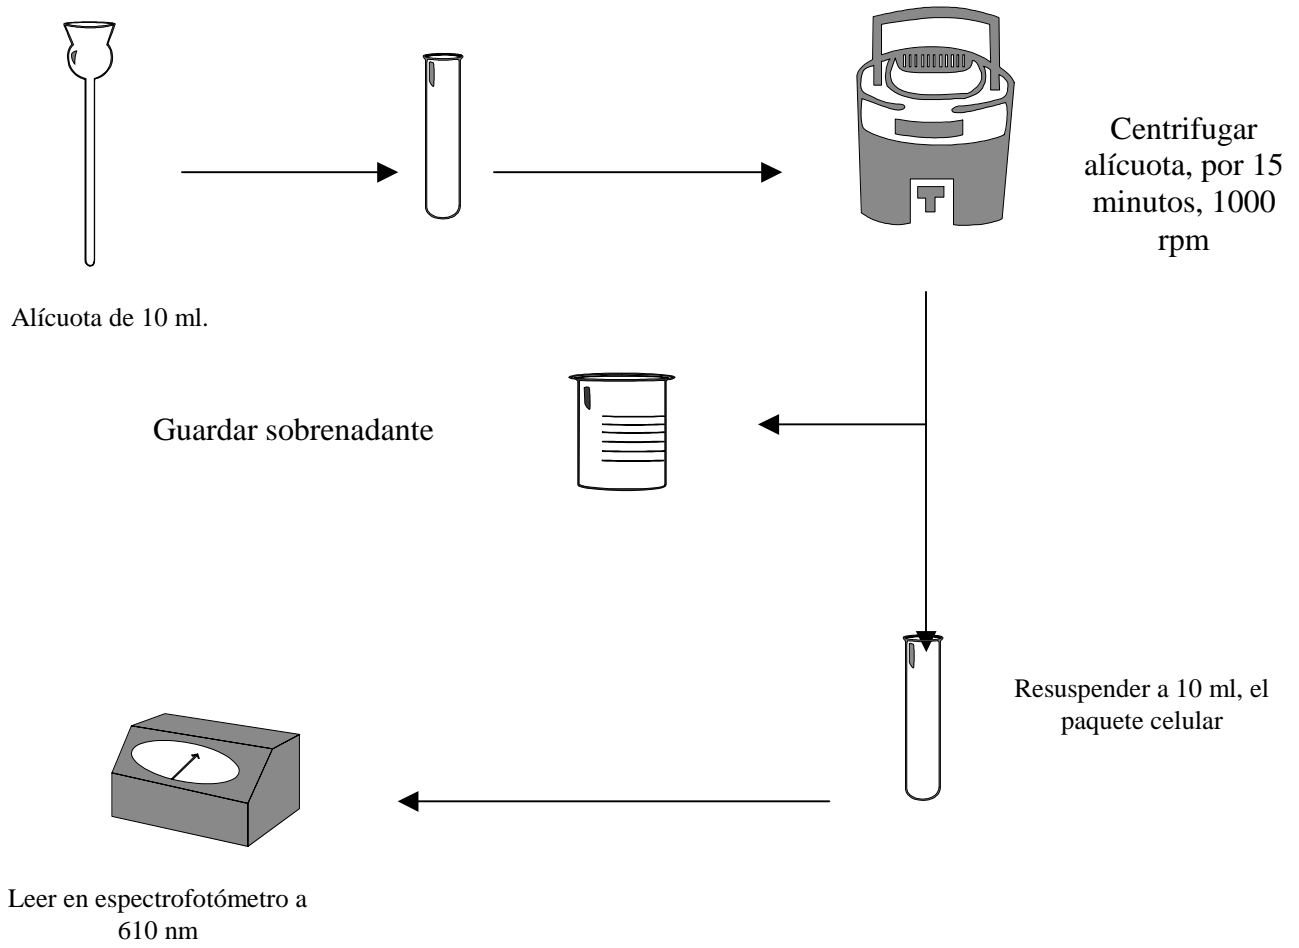 Centrifugar
alícuota, por 15
minutos, 1000
rpm
Alícuota de 10 ml.
Guardar sobrenadante
Resuspender a 10 ml, el
paquete celular
Leer en espectrofotómetro a
610 nm